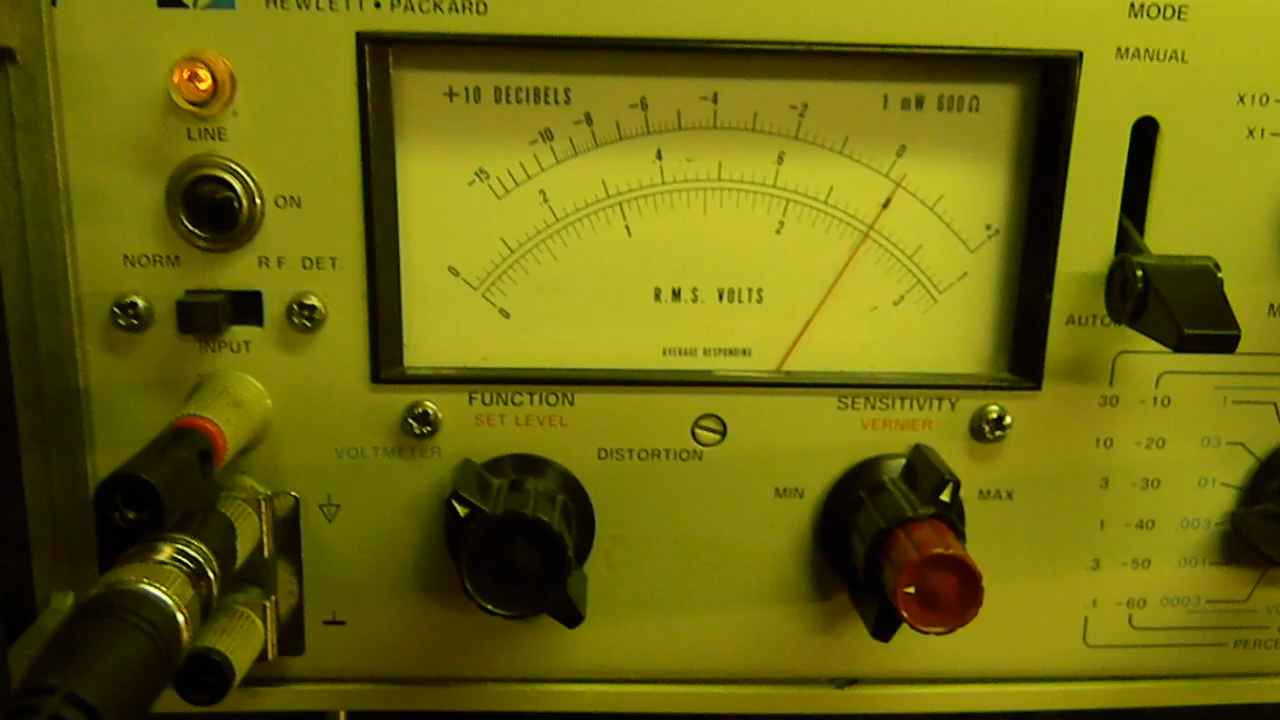 HEWLETT • PACKARD
LINE
ON
NORM R.F. DET.
INPUT
+10 DECIBELS 1 mW 600Ω
-15 -10 -8 -6 -4 -2 0 +2
0 .2 .4 .6
0 1 2 3
R.M.S. VOLTS
AVERAGE RESPONDING
MODE
MANUAL
X10
X1
AUTO
FUNCTION
SET LEVEL
VOLTMETER DISTORTION
SENSITIVITY
VERNIER
MIN MAX
30 -10 1
10 -20 .03
3 -30 .01
1 -40 .003
.3 -50 .001
.1 -60 .0003